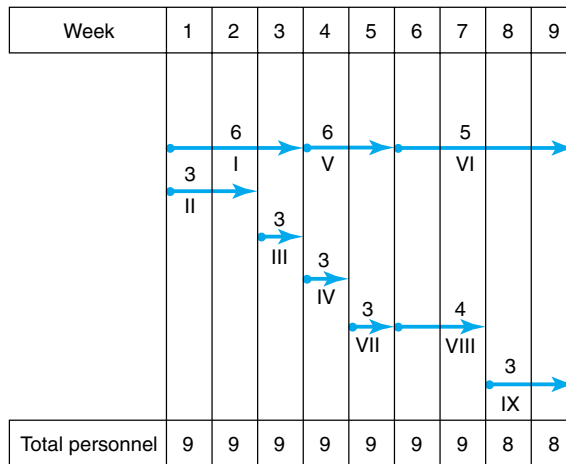 Week 1 2 3 4 5 6 7 8 9
6 6 5
I V VI
3
II
3
III
3
IV
3 4
VII VIII
3
IX
Total personnel 9 9 9 9 9 9 9 8 8